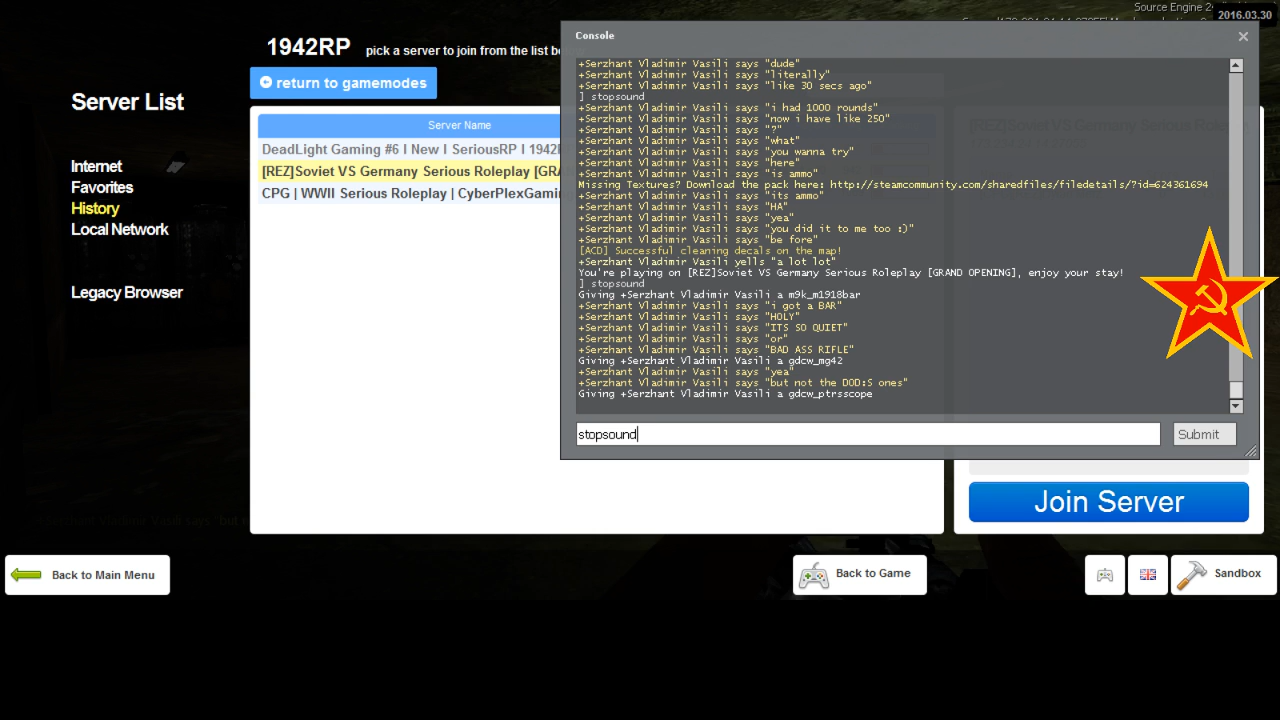 Source Engine 2
2016.03.30
1942RP pick a server to join from the list be
return to gamemodes
Server List
Internet
Favorites
History
Local Network
Legacy Browser
Server Name
DeadLight Gaming #6 I New I SeriousRP I 1942
[REZ]Soviet VS Germany Serious Roleplay [GRA
CPG | WWII Serious Roleplay | CyberPlexGamin
Console
+Serzhant Vladimir Vasili says "dude"
+Serzhant Vladimir Vasili says "literally"
+Serzhant Vladimir Vasili says "like 30 secs ago"
] stopsound
+Serzhant Vladimir Vasili says "i had 1000 rounds"
+Serzhant Vladimir Vasili says "now i have like 250"
+Serzhant Vladimir Vasili says "?"
+Serzhant Vladimir Vasili says "what"
+Serzhant Vladimir Vasili says "you wanna try"
+Serzhant Vladimir Vasili says "here"
+Serzhant Vladimir Vasili says "is ammo"
Missing Textures? Download the pack here: http://steamcommunity.com/sharedfiles/filedetails/?id=624361694
+Serzhant Vladimir Vasili says "its ammo"
+Serzhant Vladimir Vasili says "HA"
+Serzhant Vladimir Vasili says "yea"
+Serzhant Vladimir Vasili says "you did it to me too :)"
+Serzhant Vladimir Vasili says "be fore"
[ACD] Successful cleaning decals on the map!
+Serzhant Vladimir Vasili yells "a lot lot"
You're playing on [REZ]Soviet VS Germany Serious Roleplay [GRAND OPENING], enjoy your stay!
] stopsound
Giving +Serzhant Vladimir Vasili a m9k_m1918bar
+Serzhant Vladimir Vasili says "i got a BAR"
+Serzhant Vladimir Vasili says "HOLY"
+Serzhant Vladimir Vasili says "ITS SO QUIET"
+Serzhant Vladimir Vasili says "or"
+Serzhant Vladimir Vasili says "BAD ASS RIFLE"
Giving +Serzhant Vladimir Vasili a gdcw_mg42
+Serzhant Vladimir Vasili says "yea"
+Serzhant Vladimir Vasili says "but not the DOD:S ones"
Giving +Serzhant Vladimir Vasili a gdcw_ptrsscope
stopsound
Submit
Join Server
Back to Main Menu
Back to Game
Sandbox